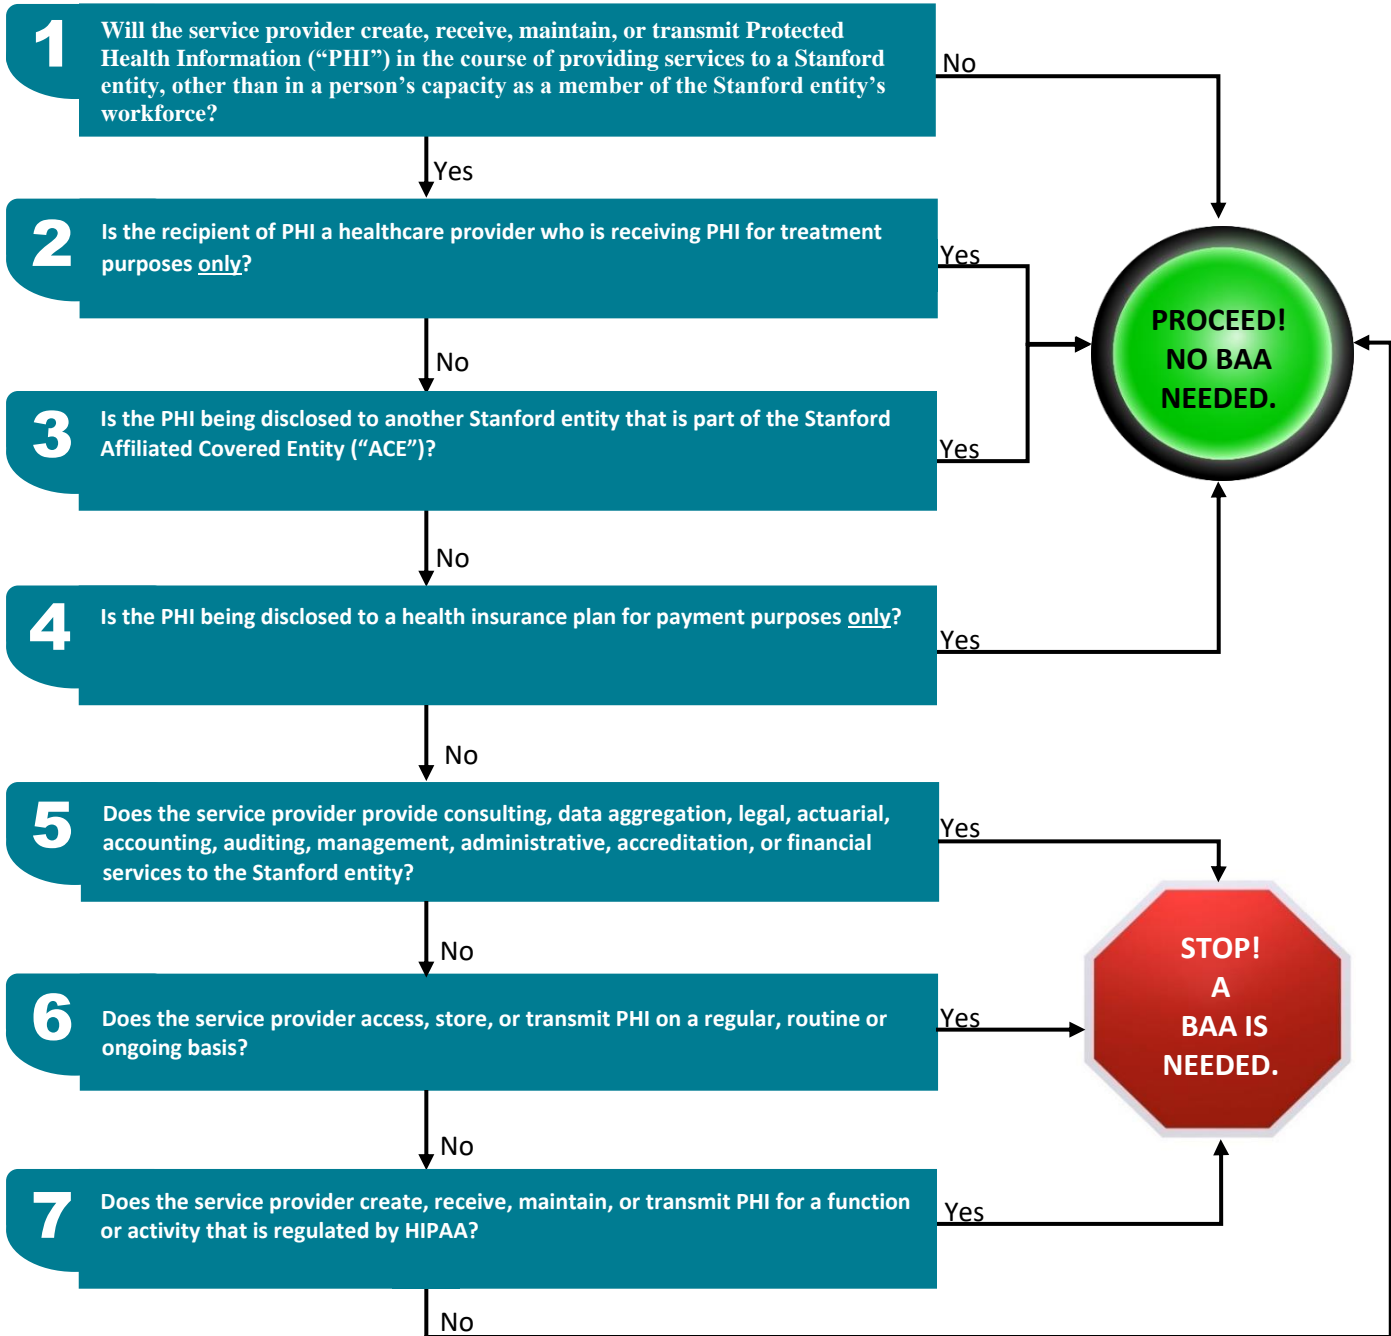 1
Will the service provider create, receive, maintain, or transmit Protected
Health Information (“PHI”) in the course of providing services to a Stanford
entity, other than in a person’s capacity as a member of the Stanford entity’s
workforce?
No
Yes
2
Is the recipient of PHI a healthcare provider who is receiving PHI for treatment
purposes only?
Yes
No
PROCEED!
NO BAA
NEEDED.
3
Is the PHI being disclosed to another Stanford entity that is part of the Stanford
Affiliated Covered Entity (“ACE”)?
Yes
No
4
Is the PHI being disclosed to a health insurance plan for payment purposes only?
Yes
No
5
Does the service provider provide consulting, data aggregation, legal, actuarial,
accounting, auditing, management, administrative, accreditation, or financial
services to the Stanford entity?
Yes
No
STOP!
A
BAA IS
NEEDED.
6
Does the service provider access, store, or transmit PHI on a regular, routine or
ongoing basis?
Yes
No
7
Does the service provider create, receive, maintain, or transmit PHI for a function
or activity that is regulated by HIPAA?
Yes
No